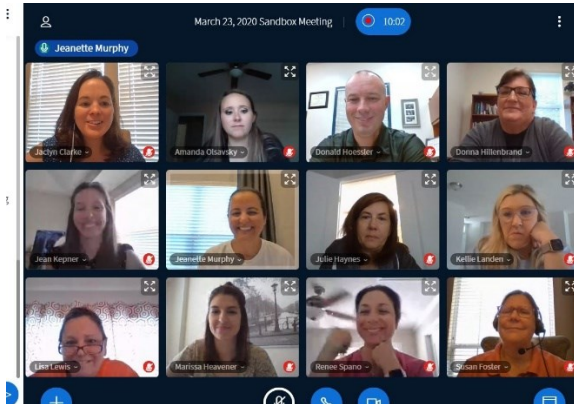 March 23, 2020 Sandbox Meeting
10:02
Jeanette Murphy
Jaclyn Clarke
Amanda Olsavsky
Donald Hoessler
Donna Hillenbrand
Jean Kepner
Jeanette Murphy
Julie Haynes
Kellie Landen
Lisa Lewis
Marissa Heavener
Renee Spano
Susan Foster